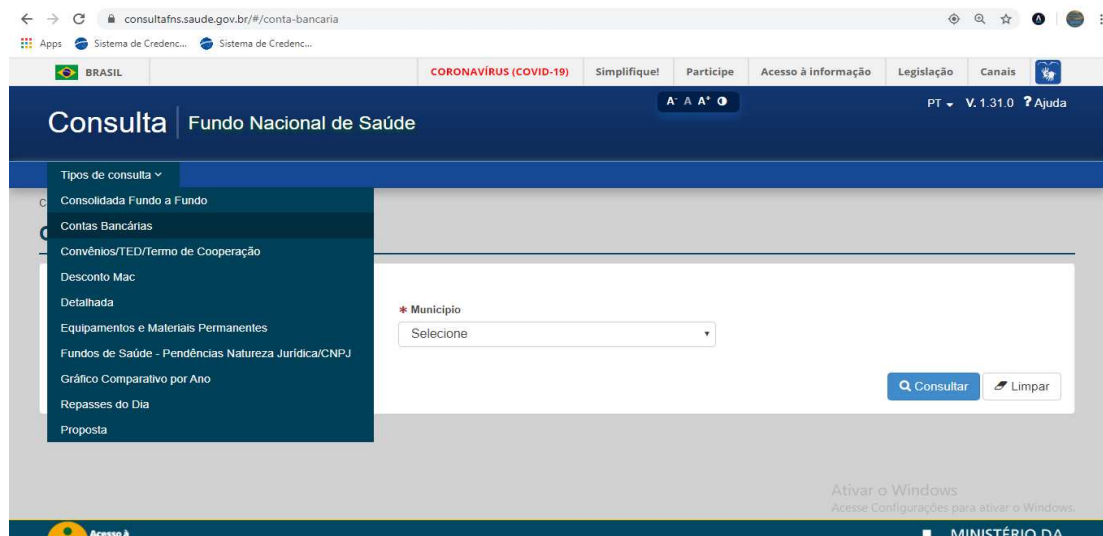 consultafns.saude.gov.br/#/conta-bancaria
Apps Sistema de Credenc... Sistema de Credenc...
BRASIL CORONAVÍRUS (COVID-19) Simplifique! Participe Acesso à informação Legislação Canais
A- A A+ PT V. 1.31.0 ? Ajuda
Consulta Fundo Nacional de Saúde
Tipos de consulta
Consolidada Fundo a Fundo
Contas Bancárias
Convênios/TED/Termo de Cooperação
Desconto Mac
Detalhada
* Municipio
Equipamentos e Materiais Permanentes
Selecione
Fundos de Saúde - Pendências Natureza Jurídica/CNPJ
Gráfico Comparativo por Ano
Consultar Limpar
Repasses do Dia
Proposta
Ativar o Windows
Acesse Configurações para ativar o Windows.
Acesso à
MINISTÉRIO DA